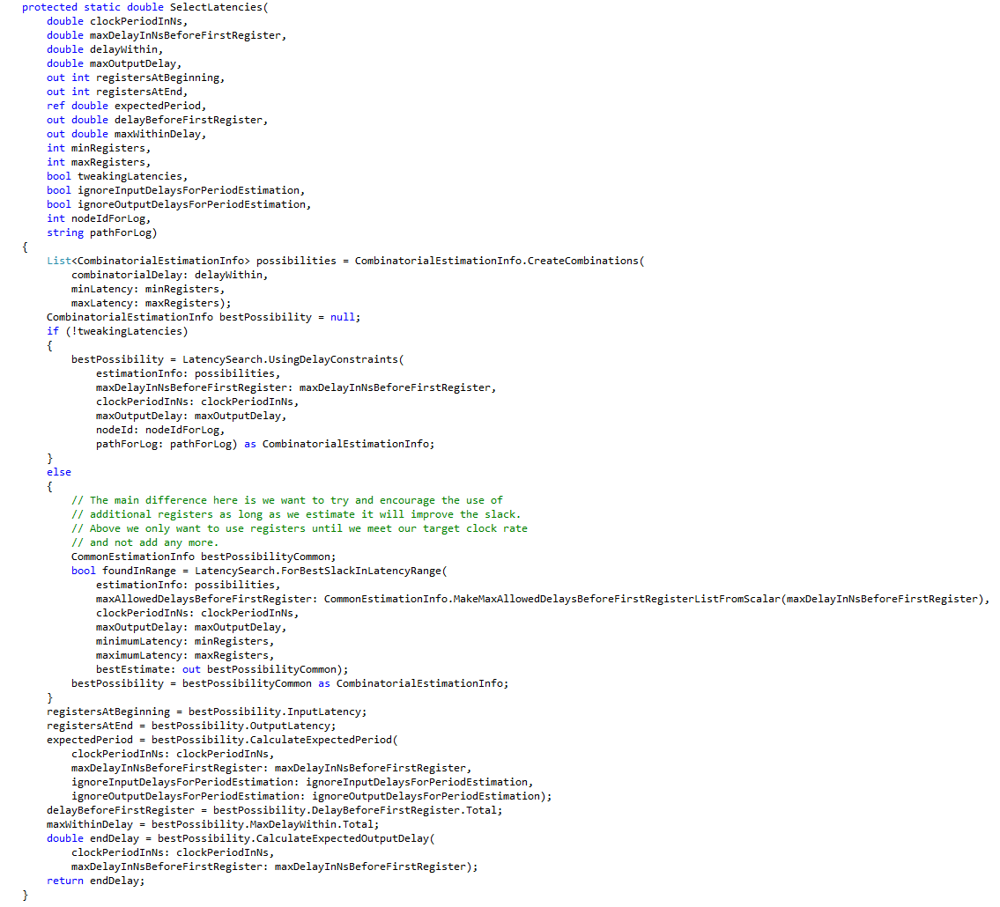 protected static double SelectLatencies(
    double clockPeriodInNs,
    double maxDelayInNsBeforeFirstRegister,
    double delayWithin,
    double maxOutputDelay,
    out int registersAtBeginning,
    out int registersAtEnd,
    ref double expectedPeriod,
    out double delayBeforeFirstRegister,
    out double maxWithinDelay,
    int minRegisters,
    int maxRegisters,
    bool tweakingLatencies,
    bool ignoreInputDelaysForPeriodEstimation,
    bool ignoreOutputDelaysForPeriodEstimation,
    int nodeIdForLog,
    string pathForLog)
{
    List<CombinatorialEstimationInfo> possibilities = CombinatorialEstimationInfo.CreateCombinations(
        combinatorialDelay: delayWithin,
        minLatency: minRegisters,
        maxLatency: maxRegisters);
    CombinatorialEstimationInfo bestPossibility = null;
    if (!tweakingLatencies)
    {
        bestPossibility = LatencySearch.UsingDelayConstraints(
            estimationInfo: possibilities,
            maxDelayInNsBeforeFirstRegister: maxDelayInNsBeforeFirstRegister,
            clockPeriodInNs: clockPeriodInNs,
            maxOutputDelay: maxOutputDelay,
            nodeId: nodeIdForLog,
            pathForLog: pathForLog) as CombinatorialEstimationInfo;
    }
    else
    {
        // The main difference here is we want to try and encourage the use of
        // additional registers as long as we estimate it will improve the slack.
        // Above we only want to use registers until we meet our target clock rate
        // and not add any more.
        CommonEstimationInfo bestPossibilityCommon;
        bool foundInRange = LatencySearch.ForBestSlackInLatencyRange(
            estimationInfo: possibilities,
            maxAllowedDelaysBeforeFirstRegister: CommonEstimationInfo.MakeMaxAllowedDelaysBeforeFirstRegisterListFromScalar(maxDelayInNsBeforeFirstRegister),
            clockPeriodInNs: clockPeriodInNs,
            maxOutputDelay: maxOutputDelay,
            minimumLatency: minRegisters,
            maximumLatency: maxRegisters,
            bestEstimate: out bestPossibilityCommon);
        bestPossibility = bestPossibilityCommon as CombinatorialEstimationInfo;
    }
    registersAtBeginning = bestPossibility.InputLatency;
    registersAtEnd = bestPossibility.OutputLatency;
    expectedPeriod = bestPossibility.CalculateExpectedPeriod(
        clockPeriodInNs: clockPeriodInNs,
        maxDelayInNsBeforeFirstRegister: maxDelayInNsBeforeFirstRegister,
        ignoreInputDelaysForPeriodEstimation: ignoreInputDelaysForPeriodEstimation,
        ignoreOutputDelaysForPeriodEstimation: ignoreOutputDelaysForPeriodEstimation);
    delayBeforeFirstRegister = bestPossibility.DelayBeforeFirstRegister.Total;
    maxWithinDelay = bestPossibility.MaxDelayWithin.Total;
    double endDelay = bestPossibility.CalculateExpectedOutputDelay(
        clockPeriodInNs: clockPeriodInNs,
        maxDelayInNsBeforeFirstRegister: maxDelayInNsBeforeFirstRegister);
    return endDelay;
}